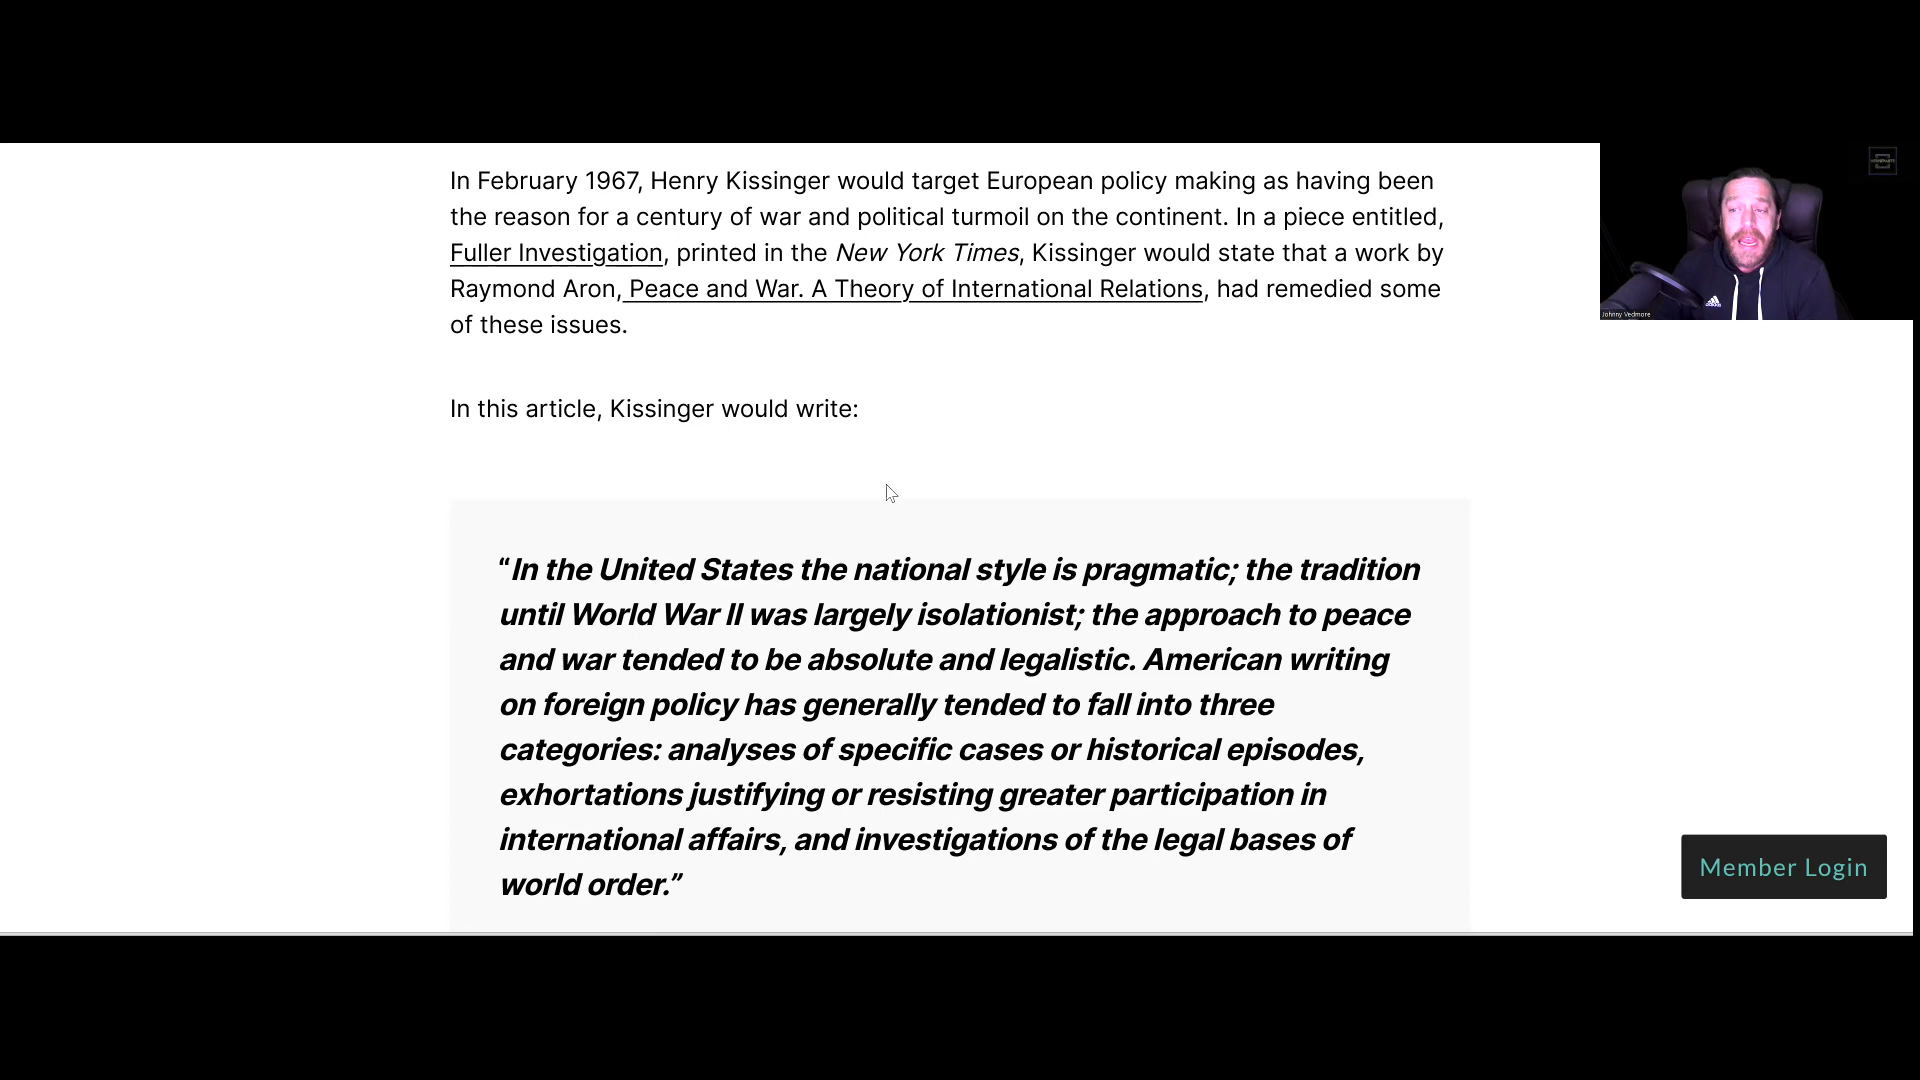 In February 1967, Henry Kissinger would target European policy making as having been
the reason for a century of war and political turmoil on the continent. In a piece entitled,
Fuller Investigation, printed in the New York Times, Kissinger would state that a work by
Raymond Aron, Peace and War. A Theory of International Relations, had remedied some
of these issues.
In this article, Kissinger would write:
“In the United States the national style is pragmatic; the tradition
until World War II was largely isolationist; the approach to peace
and war tended to be absolute and legalistic. American writing
on foreign policy has generally tended to fall into three
categories: analyses of specific cases or historical episodes,
exhortations justifying or resisting greater participation in
international affairs, and investigations of the legal bases of
world order.”
Johnny Vedmore
Member Login